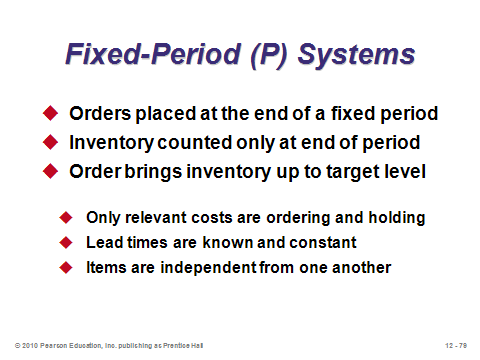 Fixed-Period (P) Systems
Orders placed at the end of a fixed period
Inventory counted only at end of period
Order brings inventory up to target level
Only relevant costs are ordering and holding
Lead times are known and constant
Items are independent from one another
© 2010 Pearson Education, Inc. publishing as Prentice Hall
12 - 79